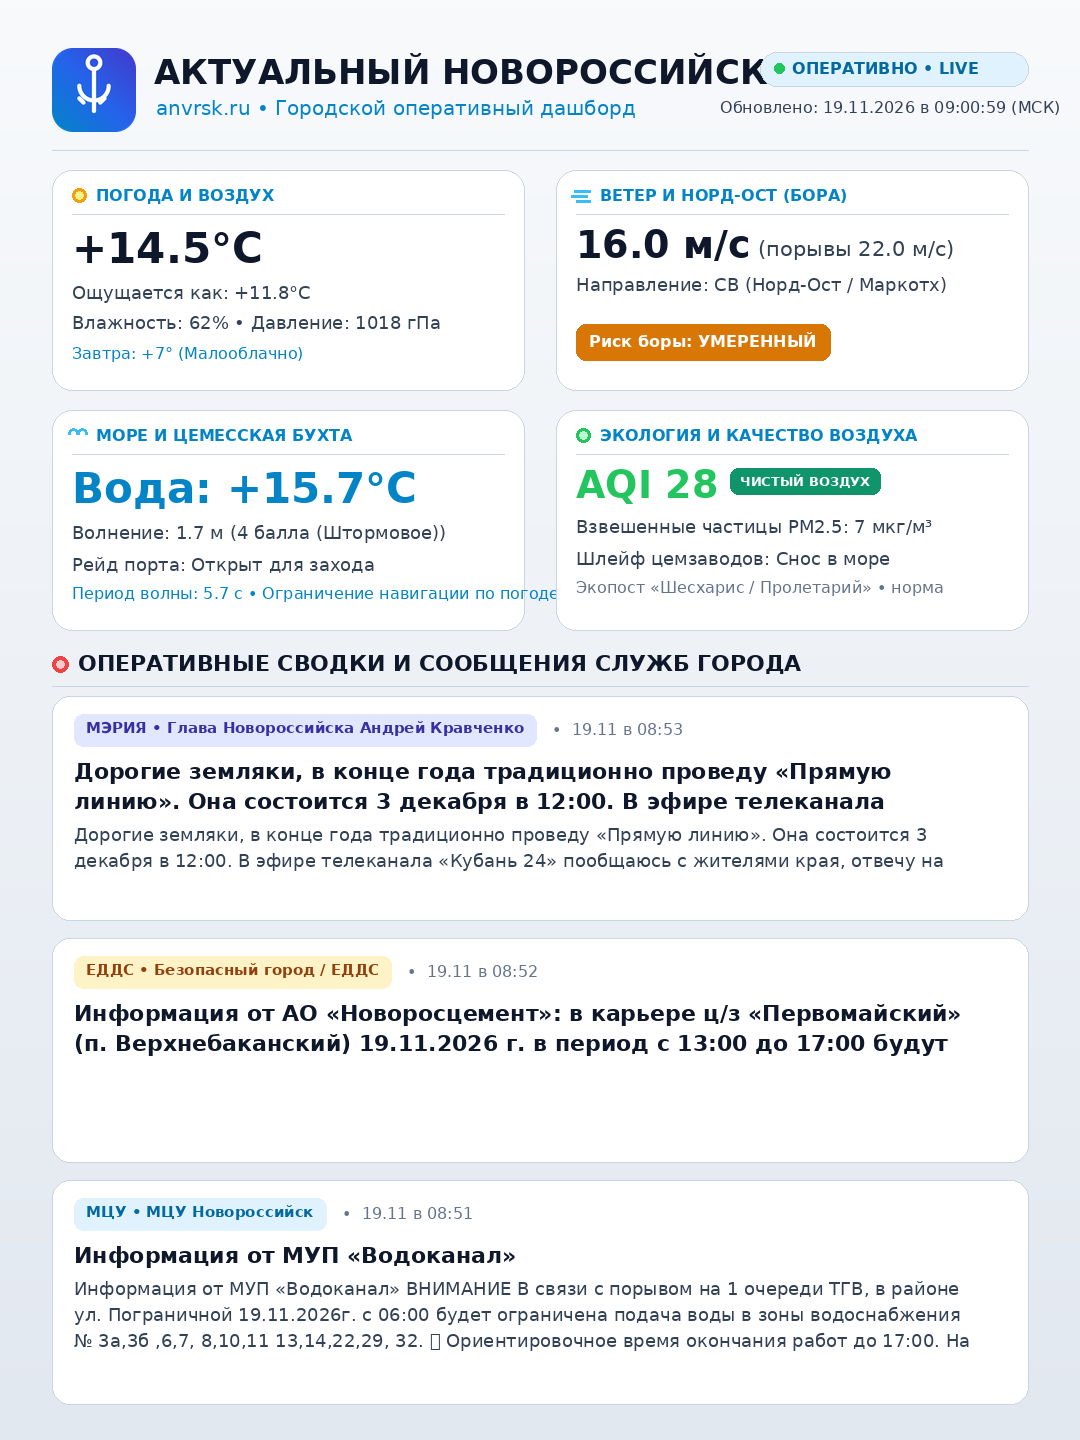 АКТУАЛЬНЫЙ НОВОРОССИЙСК
ОПЕРАТИВНО • LIVE
anvrsk.ru • Городской оперативный дашборд
Обновлено: 19.11.2026 в 09:00:59 (МСК)
ПОГОДА И ВОЗДУХ
+14.5°C
Ощущается как: +11.8°C
Влажность: 62% • Давление: 1018 гПа
Завтра: +7° (Малооблачно)
ВЕТЕР И НОРД-ОСТ (БОРА)
16.0 м/с (порывы 22.0 м/с)
Направление: СВ (Норд-Ост / Маркотх)
Риск боры: УМЕРЕННЫЙ
МОРЕ И ЦЕМЕССКАЯ БУХТА
Вода: +15.7°C
Волнение: 1.7 м (4 балла (Штормовое))
Рейд порта: Открыт для захода
Период волны: 5.7 с • Ограничение навигации по погоде
ЭКОЛОГИЯ И КАЧЕСТВО ВОЗДУХА
AQI 28 ЧИСТЫЙ ВОЗДУХ
Взвешенные частицы PM2.5: 7 мкг/м³
Шлейф цемзаводов: Снос в море
Экопост «Шесхарис / Пролетарий» • норма
ОПЕРАТИВНЫЕ СВОДКИ И СООБЩЕНИЯ СЛУЖБ ГОРОДА
МЭРИЯ • Глава Новороссийска Андрей Кравченко • 19.11 в 08:53
Дорогие земляки, в конце года традиционно проведу «Прямую
линию». Она состоится 3 декабря в 12:00. В эфире телеканала
Дорогие земляки, в конце года традиционно проведу «Прямую линию». Она состоится 3
декабря в 12:00. В эфире телеканала «Кубань 24» пообщаюсь с жителями края, отвечу на
ЕДДС • Безопасный город / ЕДДС • 19.11 в 08:52
Информация от АО «Новоросцемент»: в карьере ц/з «Первомайский»
(п. Верхнебаканский) 19.11.2026 г. в период с 13:00 до 17:00 будут
МЦУ • МЦУ Новороссийск • 19.11 в 08:51
Информация от МУП «Водоканал»
Информация от МУП «Водоканал» ВНИМАНИЕ В связи с порывом на 1 очереди ТГВ, в районе
ул. Пограничной 19.11.2026г. с 06:00 будет ограничена подача воды в зоны водоснабжения
№ 3а,3б ,6,7, 8,10,11 13,14,22,29, 32. Ориентировочное время окончания работ до 17:00. На